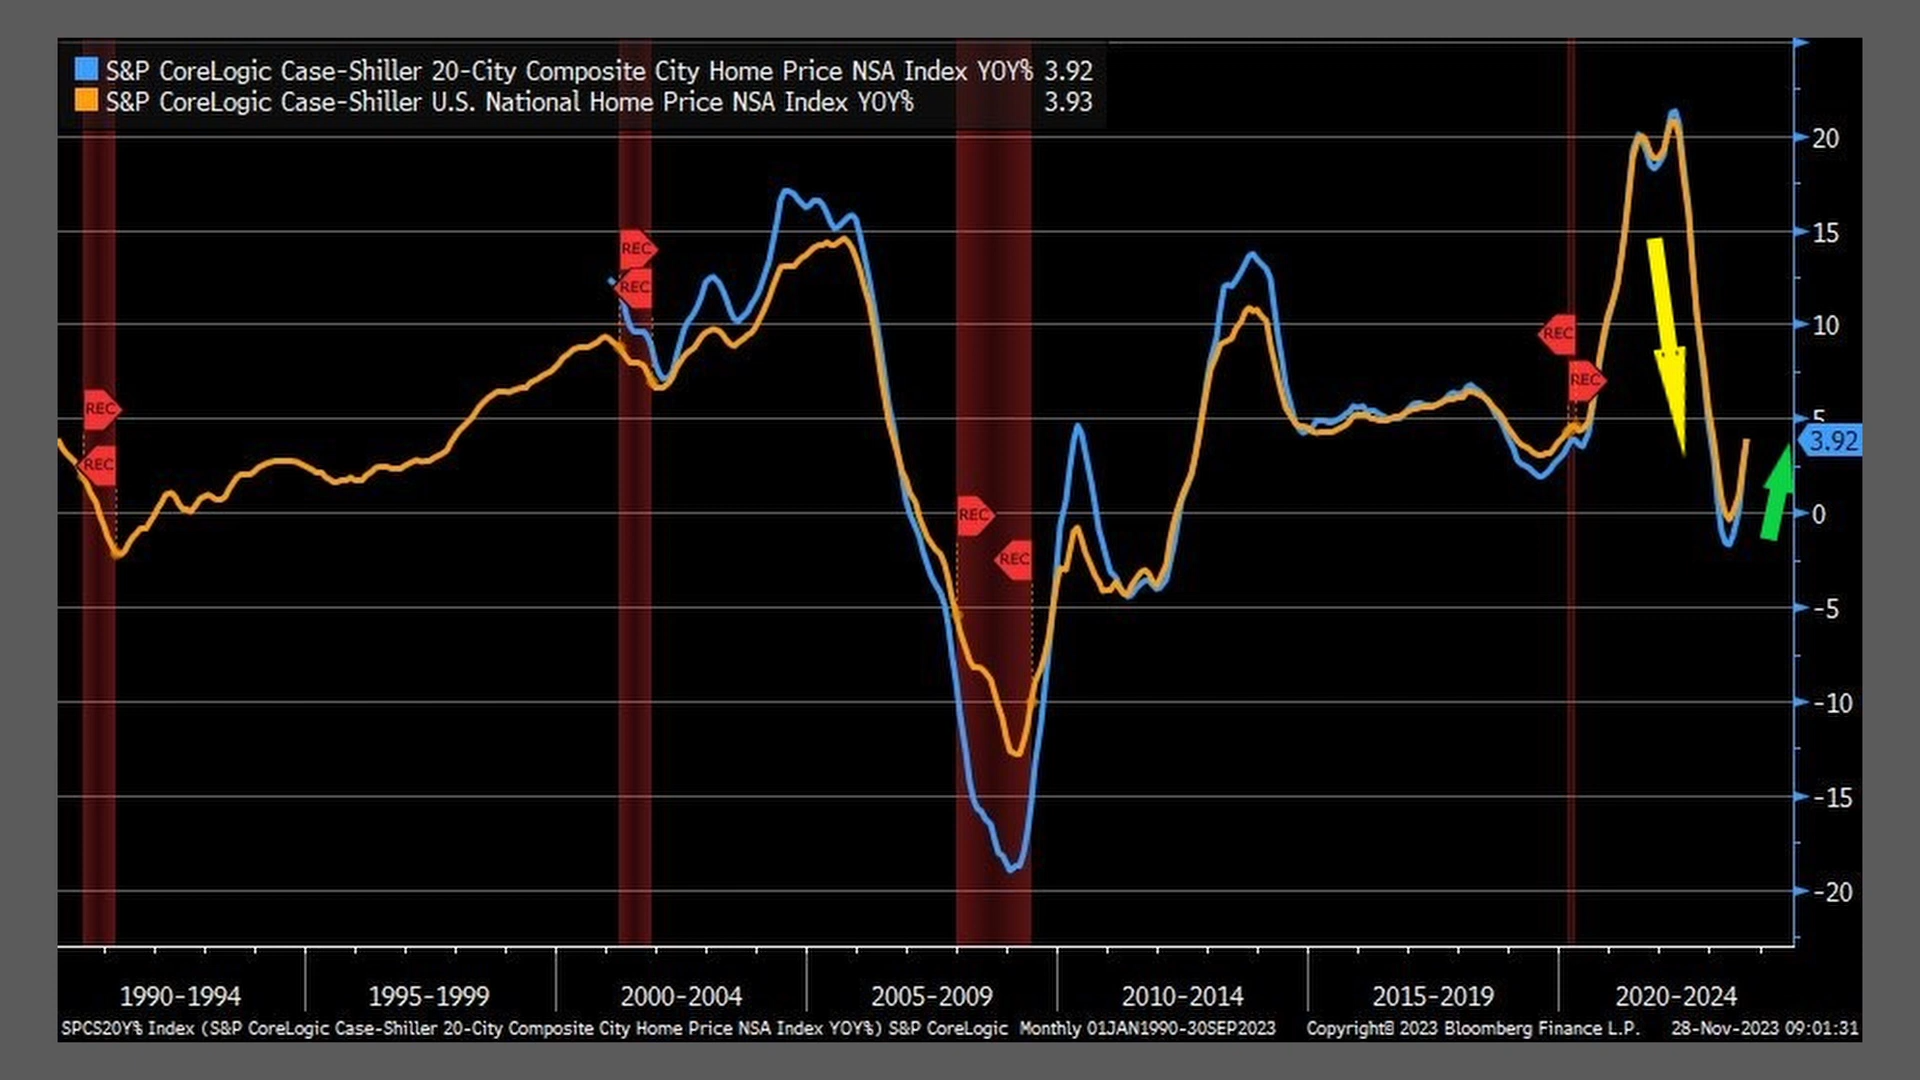 S&P CoreLogic Case-Shiller 20-City Composite City Home Price NSA Index YOY% 3.92
S&P CoreLogic Case-Shiller U.S. National Home Price NSA Index YOY% 3.93
20
REC
15
REC
10
REC
REC
REC
5
3.92
REC
REC
0
REC
-5
-10
-15
-20
1990-1994 1995-1999 2000-2004 2005-2009 2010-2014 2015-2019 2020-2024
SPCS20Y% Index (S&P CoreLogic Case-Shiller 20-City Composite City Home Price NSA Index YOY%) S&P CoreLogic Monthly 01JAN1990-30SEP2023 Copyright© 2023 Bloomberg Finance L.P. 28-Nov-2023 09:01:31